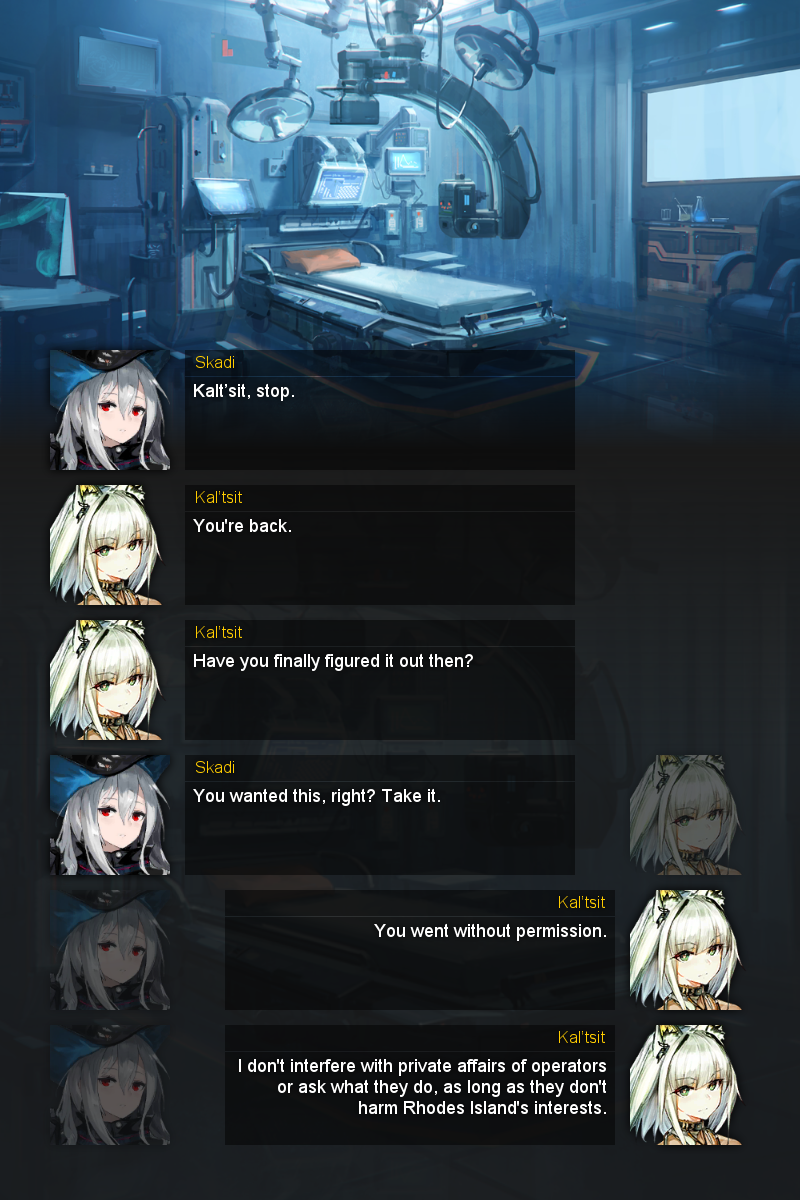 Skadi
Kalt'sit, stop.
Kal'tsit
You're back.
Kal'tsit
Have you finally figured it out then?
Skadi
You wanted this, right? Take it.
Kal'tsit
You went without permission.
Kal'tsit
I don't interfere with private affairs of operators
or ask what they do, as long as they don't
harm Rhodes Island's interests.